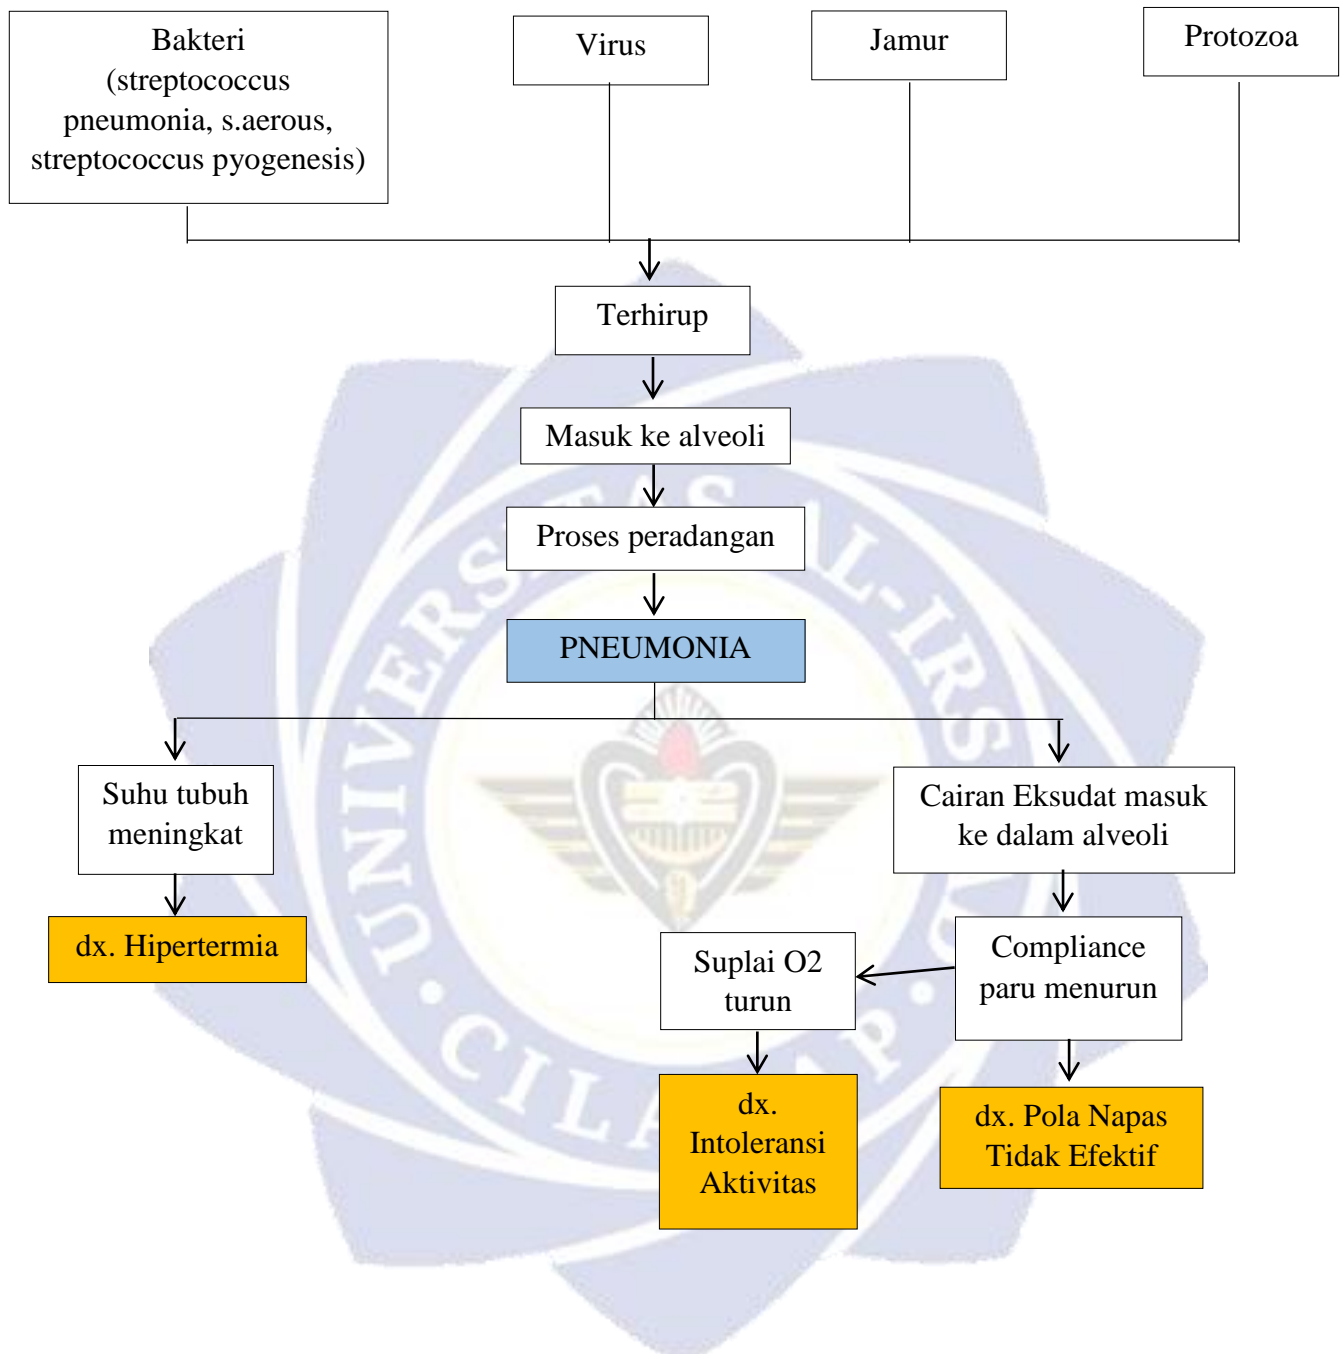 Bakteri
(streptococcus
pneumonia, s.aerous,
streptococcus pyogenesis)
Virus
Jamur
Protozoa
Terhirup
Masuk ke alveoli
Proses peradangan
PNEUMONIA
Suhu tubuh
meningkat
Cairan Eksudat masuk
ke dalam alveoli
dx. Hipertermia
Suplai O2
turun
Compliance
paru menurun
dx.
Intoleransi
Aktivitas
dx. Pola Napas
Tidak Efektif